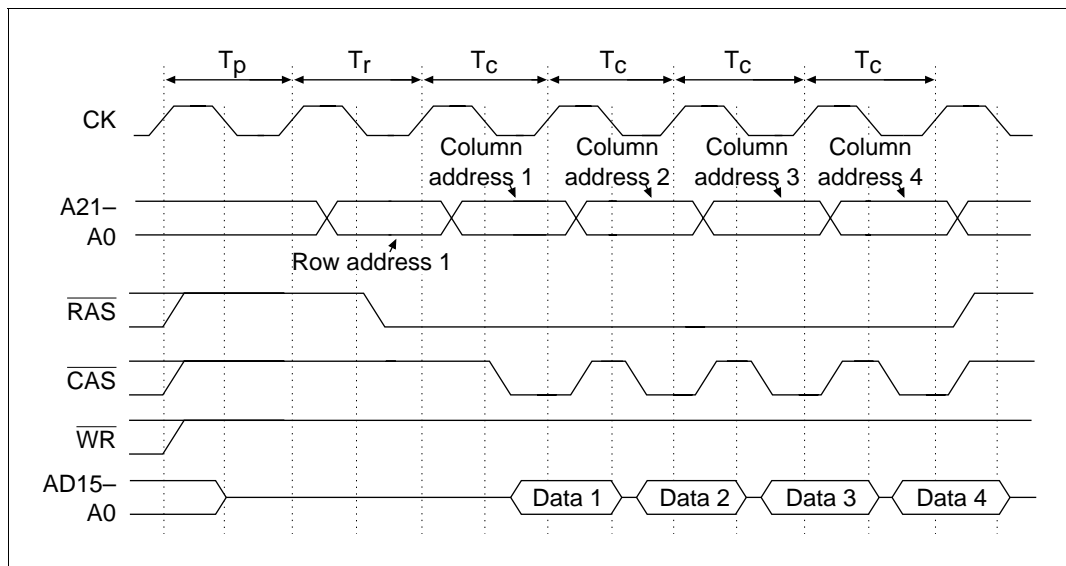 Tp Tr Tc Tc Tc Tc
CK
Column address 1
Column address 2
Column address 3
Column address 4
A21–
A0
Row address 1
RAS
CAS
WR
AD15–
A0
Data 1 Data 2 Data 3 Data 4